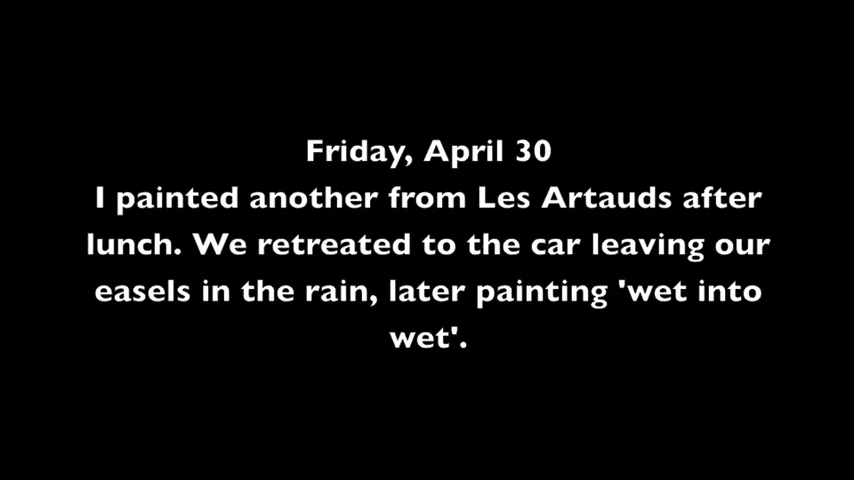 Friday, April 30
I painted another from Les Artauds after
lunch. We retreated to the car leaving our
easels in the rain, later painting 'wet into
wet'.